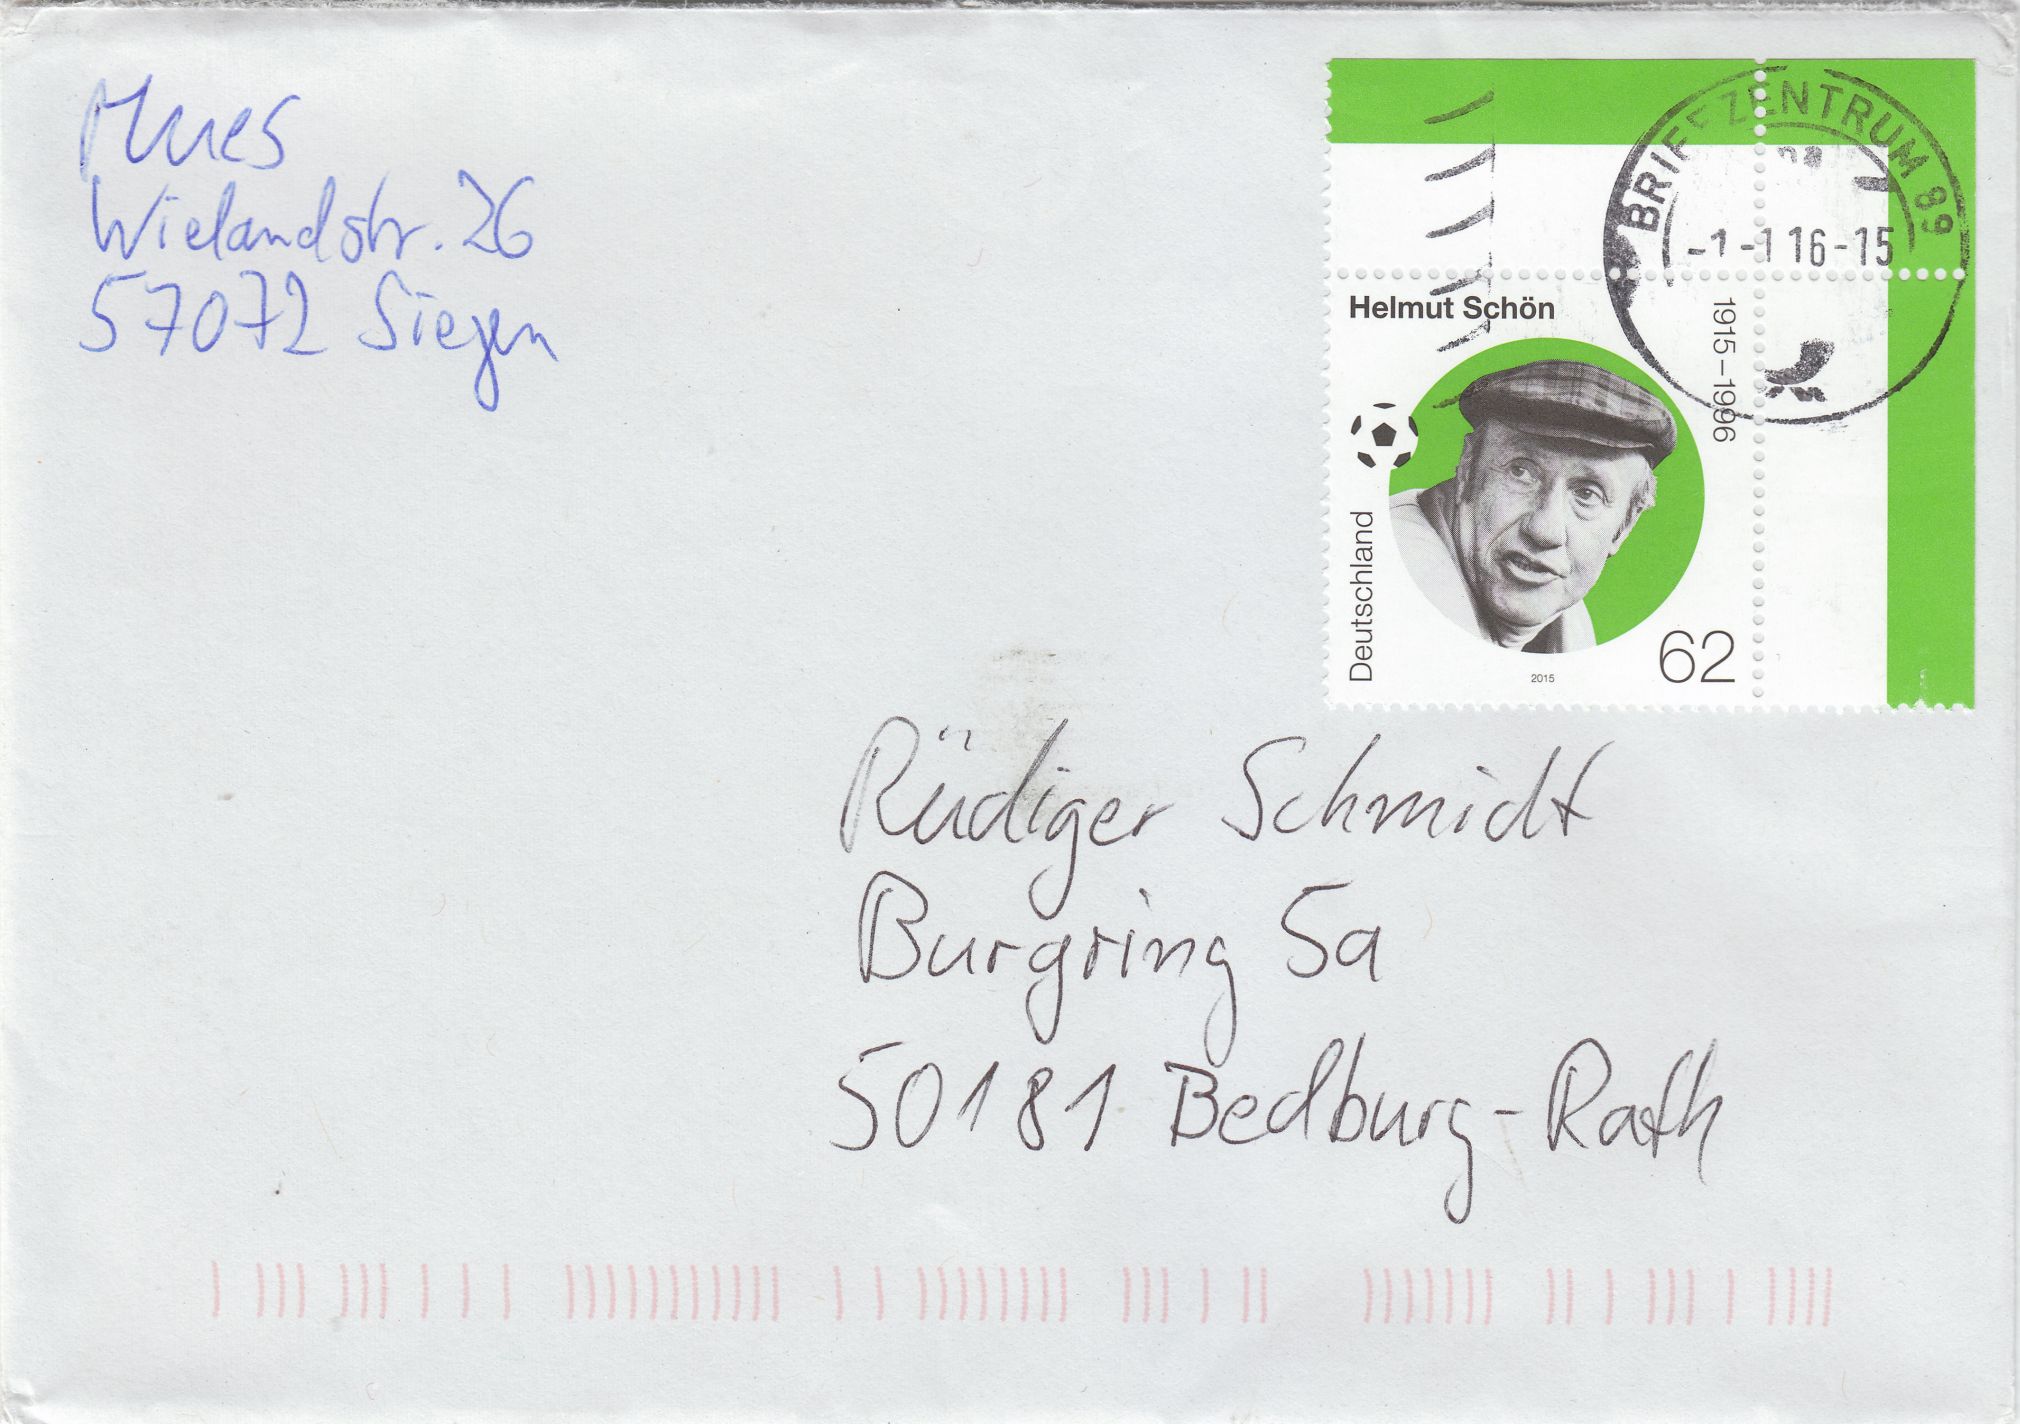 Mues
Wielandstr. 26
57072 Siegen
BRIEFZENTRUM 89
-1-1 16-15
Helmut Schön
1915–1996
Deutschland
62
2015
Rüdiger Schmidt
Burgring 5a
50181 Bedburg-Rath